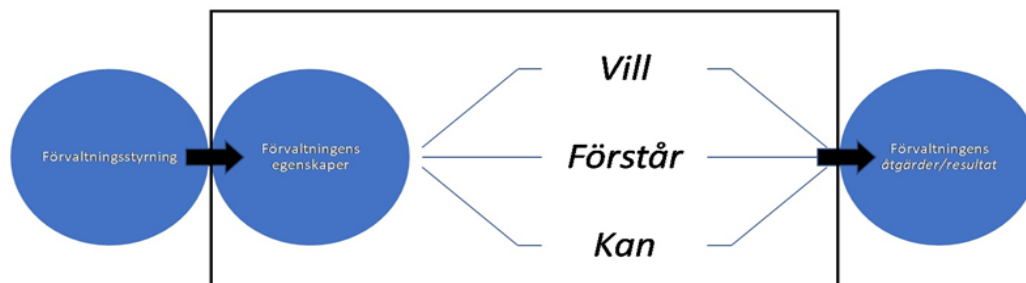 Förvaltningsstyrning
Förvaltningens
egenskaper
Vill
Förstår
Kan
Förvaltningens
åtgärder/resultat